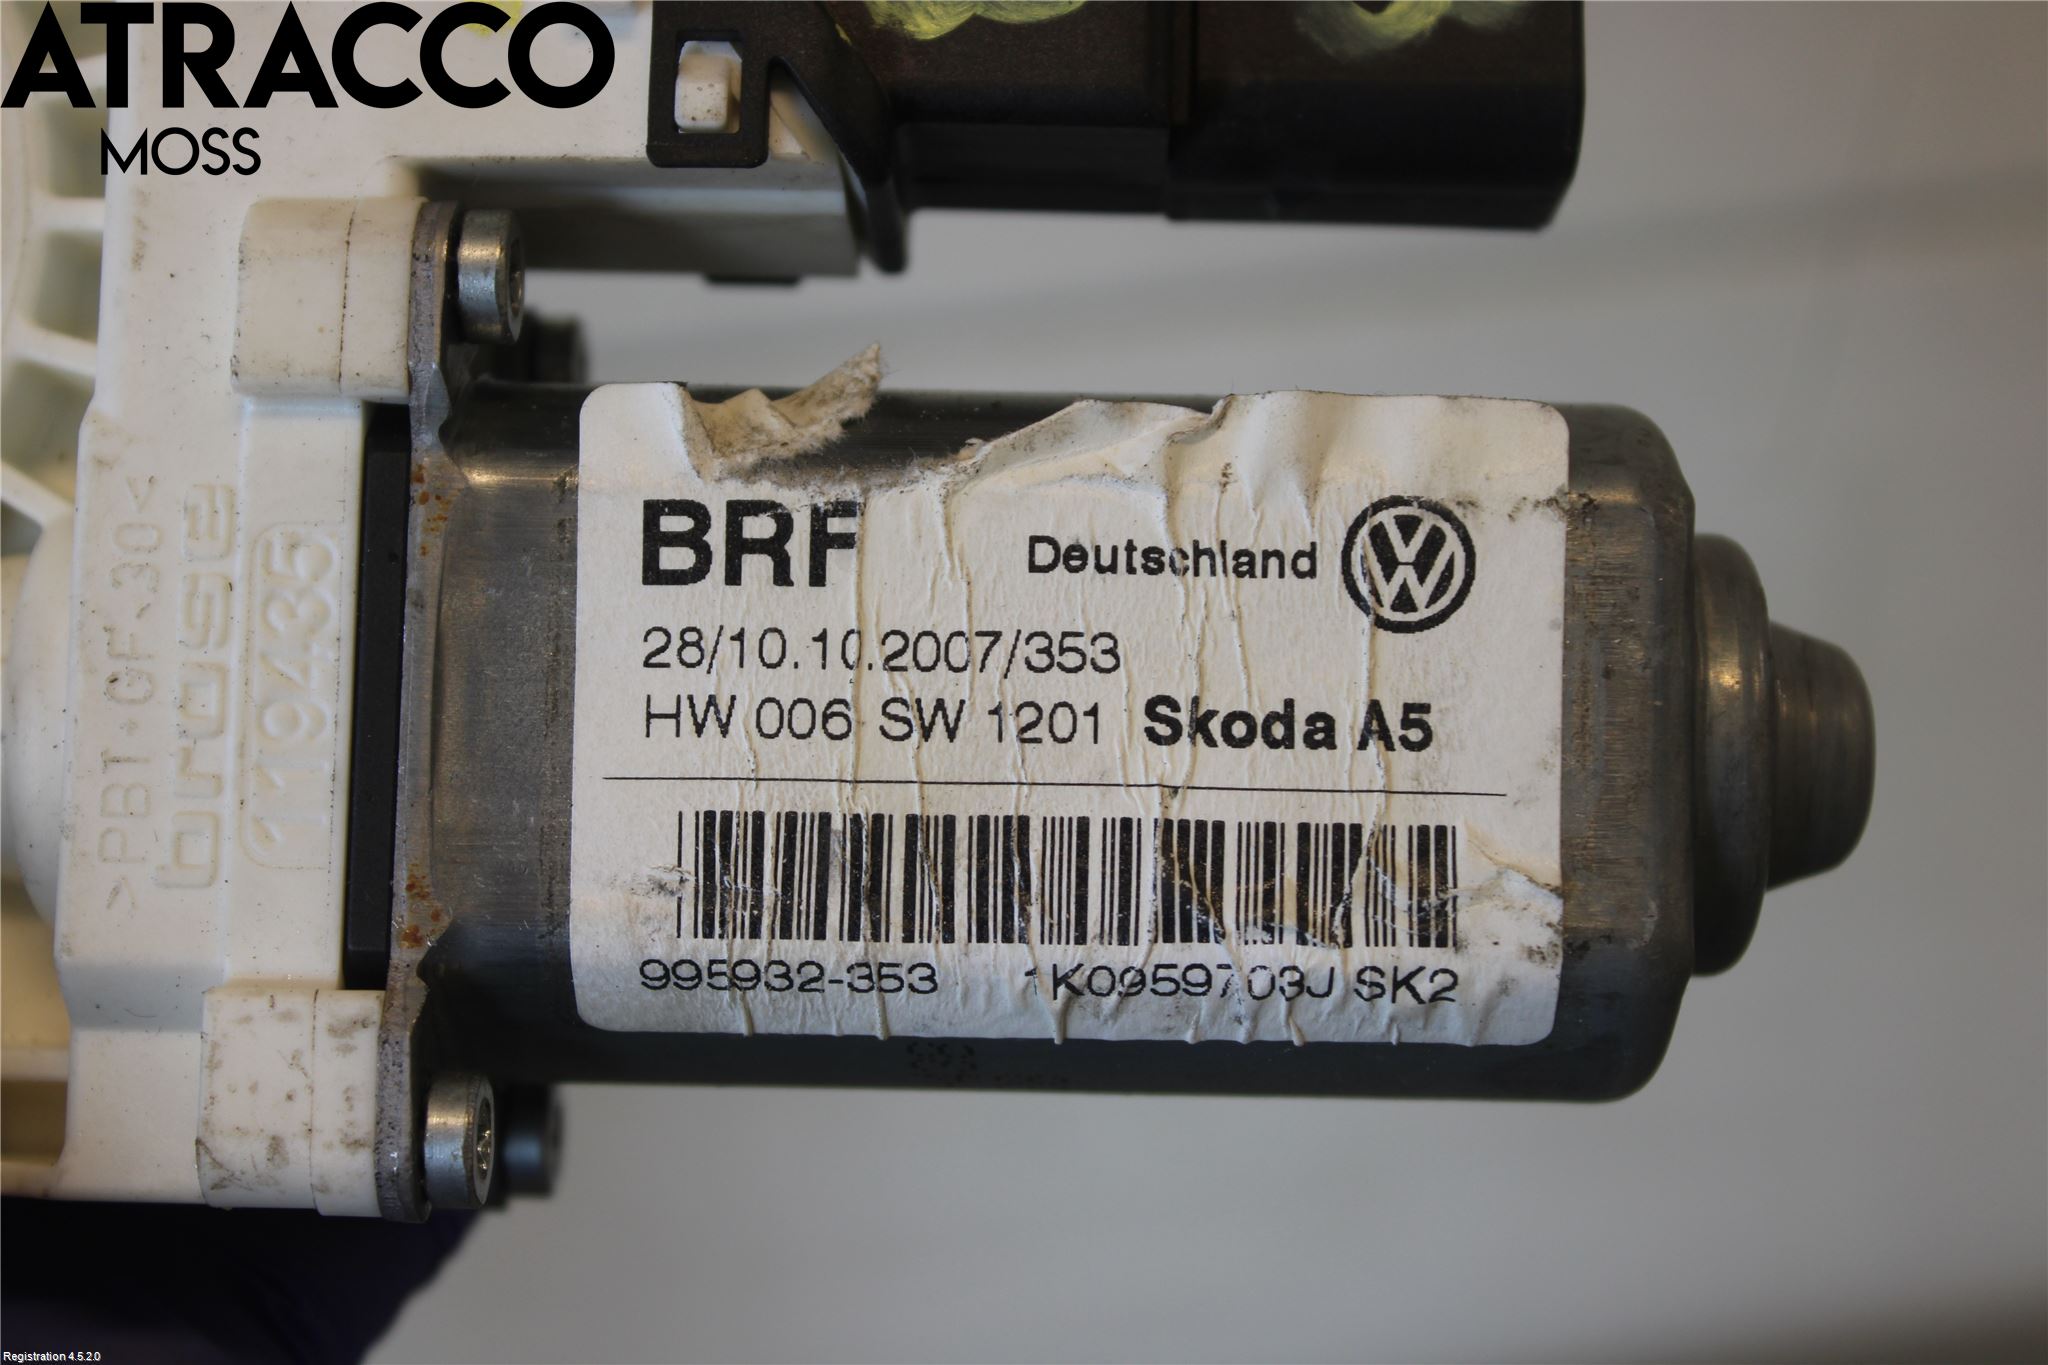 ATRACCO
MOSS
>PBT+GF30<
brose
119435
BRF
Deutschland
28/10.10.2007/353
HW 006 SW 1201 Skoda A5
995932-353 1K0959703J SK2
Registration 4.5.2.0